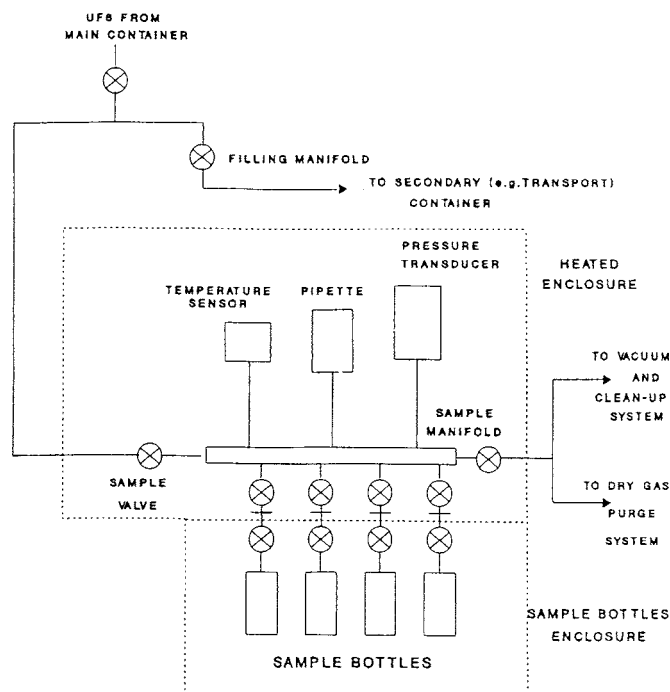 UF6 FROM
MAIN CONTAINER
FILLING MANIFOLD
TO SECONDARY (e.g.TRANSPORT)
CONTAINER
PRESSURE
TRANSDUCER
HEATED
ENCLOSURE
TEMPERATURE
SENSOR
PIPETTE
TO VACUUM
AND
CLEAN-UP
SYSTEM
SAMPLE
MANIFOLD
SAMPLE
VALVE
TO DRY GAS
PURGE
SYSTEM
SAMPLE BOTTLES
ENCLOSURE
SAMPLE BOTTLES